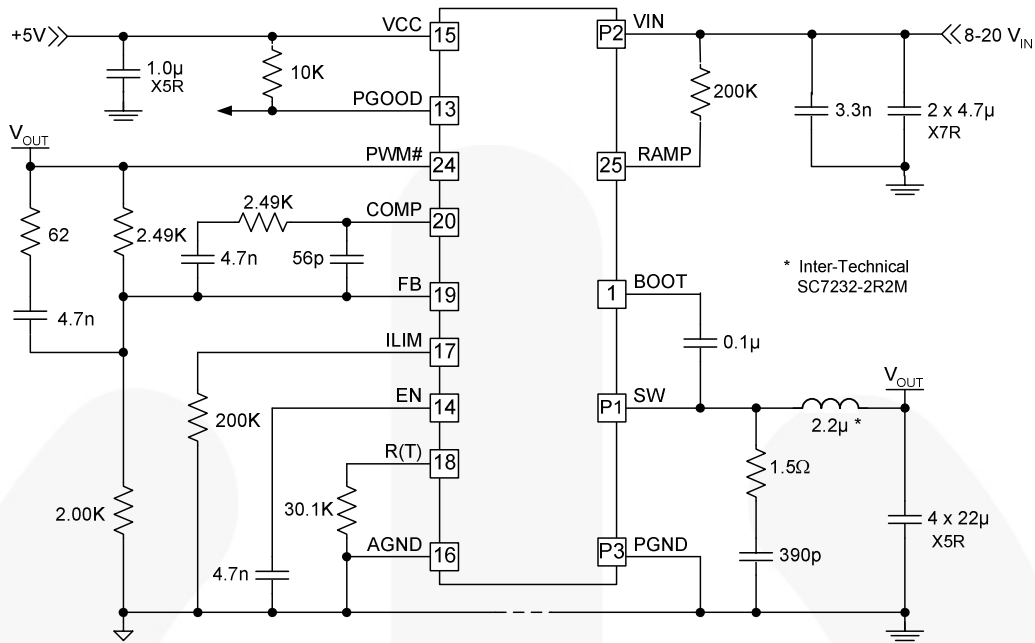 +5V
1.0µ
X5R
10K
VCC
15
PGOOD
13
V_OUT
PWM#
24
62
2.49K
2.49K
COMP
20
4.7n
56p
4.7n
FB
19
ILIM
17
200K
EN
14
R(T)
18
2.00K
30.1K
4.7n
AGND
16
P2
VIN
8-20 V_IN
200K
3.3n
2 x 4.7µ
X7R
25
RAMP
* Inter-Technical
SC7232-2R2M
1
BOOT
0.1µ
P1
SW
V_OUT
2.2µ *
1.5Ω
390p
4 x 22µ
X5R
P3
PGND